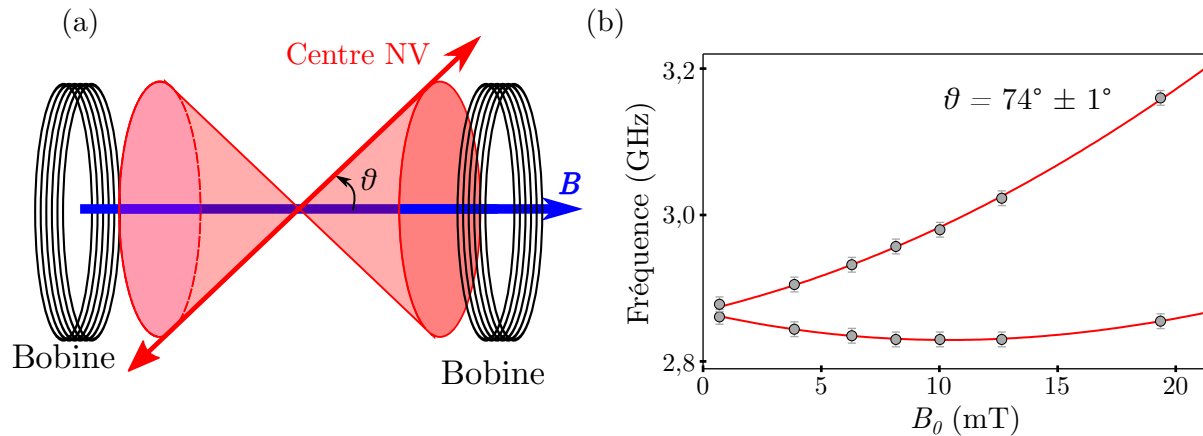 (a)
Centre NV
ϑ
B
Bobine
Bobine
(b)
3,2
3,0
2,8
Fréquence (GHz)
ϑ = 74° ± 1°
0
5
10
15
20
B₀ (mT)